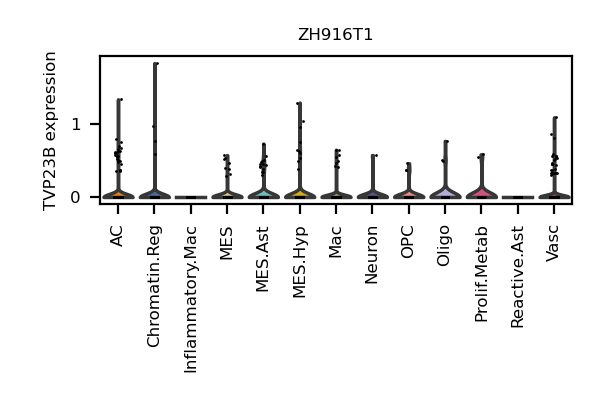 ZH916T1
TVP23B expression
1
0
AC
Chromatin.Reg
Inflammatory.Mac
MES
MES.Ast
MES.Hyp
Mac
Neuron
OPC
Oligo
Prolif.Metab
Reactive.Ast
Vasc